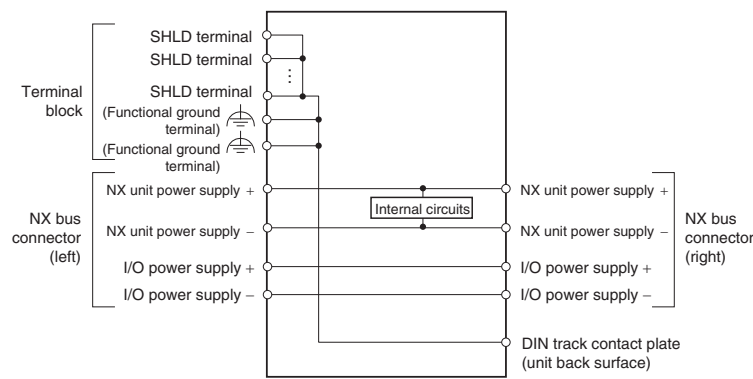 SHLD terminal
SHLD terminal
⋮
SHLD terminal
Terminal
block
(Functional ground
terminal)
(Functional ground
terminal)
NX bus
connector
(left)
NX unit power supply +
NX unit power supply −
I/O power supply +
I/O power supply −
Internal circuits
NX unit power supply +
NX unit power supply −
I/O power supply +
I/O power supply −
NX bus
connector
(right)
DIN track contact plate
(unit back surface)